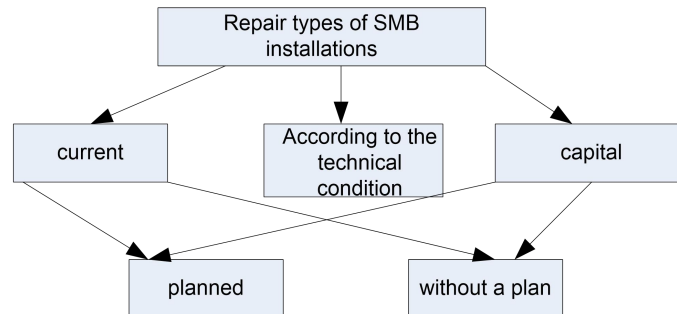 Repair types of SMB
installations
current
According to the
technical
condition
capital
planned
without a plan